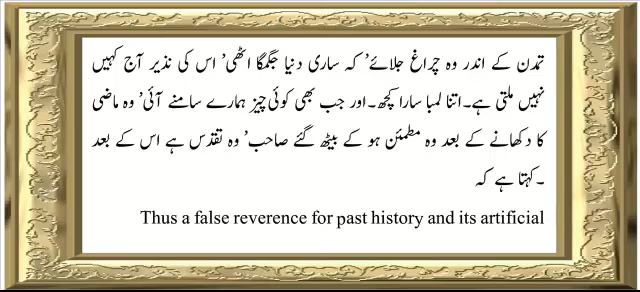 تمدن کے اندر وہ چراغ جلائے’ کہ ساری دنیا جگمگا اٹھی’ اس کی نذیر آج کہیں
نہیں ملتی ہے۔اتنا لمبا سارا کچھ۔اور جب بھی کوئی چیز ہمارے سامنے آئی’ وہ ماضی
کا دکھانے کے بعد وہ مطمئن ہو کے بیٹھ گئے صاحب’ وہ تقدس ہے اس کے بعد
۔کہتا ہے کہ
Thus a false reverence for past history and its artificial